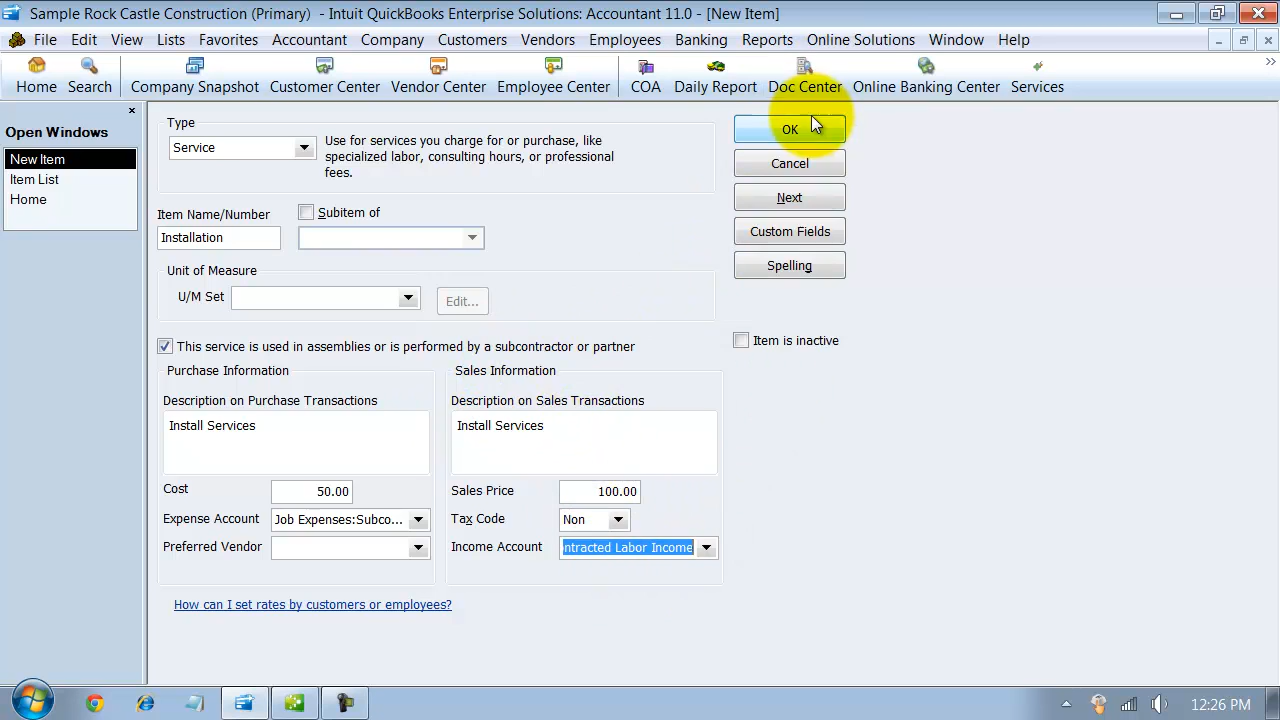 Sample Rock Castle Construction (Primary) - Intuit QuickBooks Enterprise Solutions: Accountant 11.0 - [New Item]
File Edit View Lists Favorites Accountant Company Customers Vendors Employees Banking Reports Online Solutions Window Help
Home Search Company Snapshot Customer Center Vendor Center Employee Center COA Daily Report Doc Center Online Banking Center Services
Open Windows
New Item
Item List
Home
Type
Service
Use for services you charge for or purchase, like
specialized labor, consulting hours, or professional
fees.
OK
Cancel
Next
Custom Fields
Spelling
Item Name/Number
Subitem of
Installation
Unit of Measure
U/M Set
Edit...
This service is used in assemblies or is performed by a subcontractor or partner
Item is inactive
Purchase Information
Description on Purchase Transactions
Install Services
Cost 50.00
Expense Account Job Expenses:Subco...
Preferred Vendor
Sales Information
Description on Sales Transactions
Install Services
Sales Price 100.00
Tax Code Non
Income Account ntracted Labor Income
How can I set rates by customers or employees?
12:26 PM